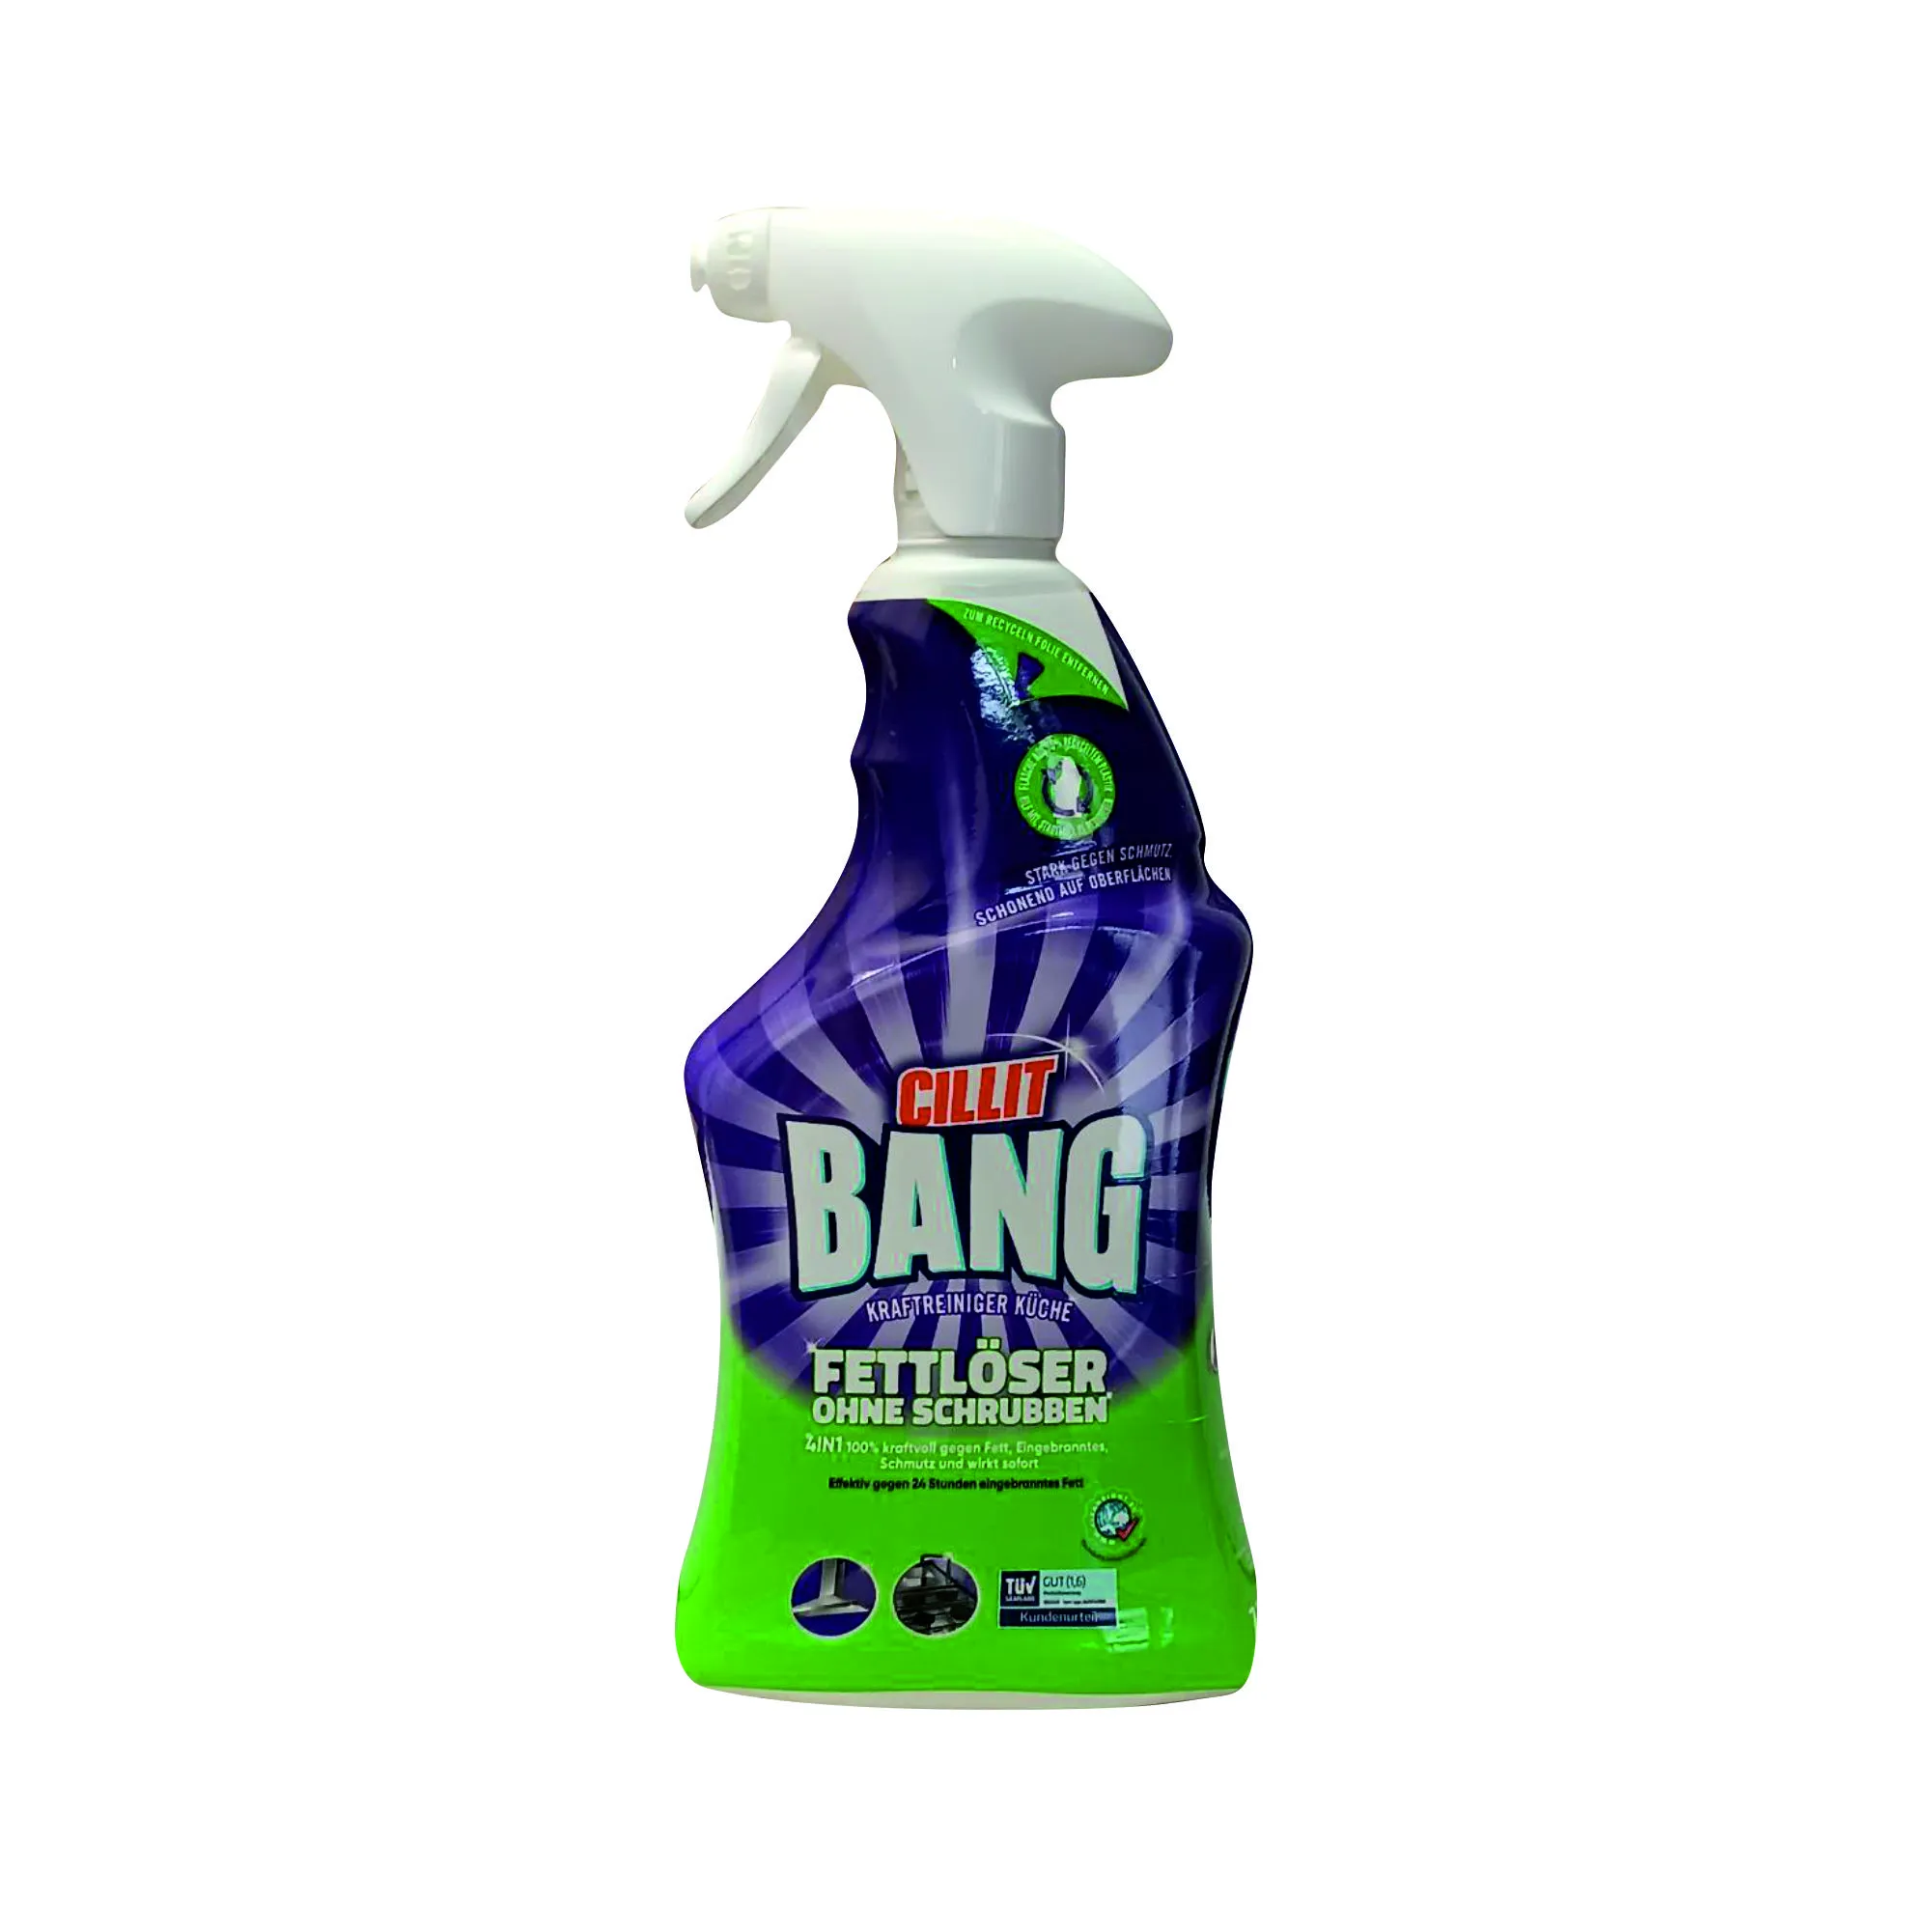 ZUM RECYCELN FOLIE ENTFERNEN
STARK GEGEN SCHMUTZ,
SCHONEND AUF OBERFLÄCHEN
CILLIT
BANG
KRAFTREINIGER KÜCHE
FETTLÖSER
OHNE SCHRUBBEN*
4IN1 100% kraftvoll gegen Fett, Eingebranntes,
Schmutz und wirkt sofort
Effektiv gegen 24 Stunden eingebranntes Fett
TÜV
SAARLAND
GUT (1,6)
Kundenurteil